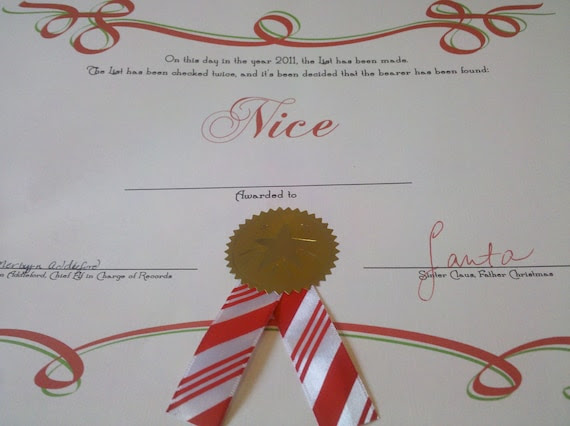 On this day in the year 2011, the List has been made.
The List has been checked twice, and it's been decided that the bearer has been found:
Nice
Awarded to
Santa
Addleford, Chief Elf in Charge of Records
Sinter Claus, Father Christmas